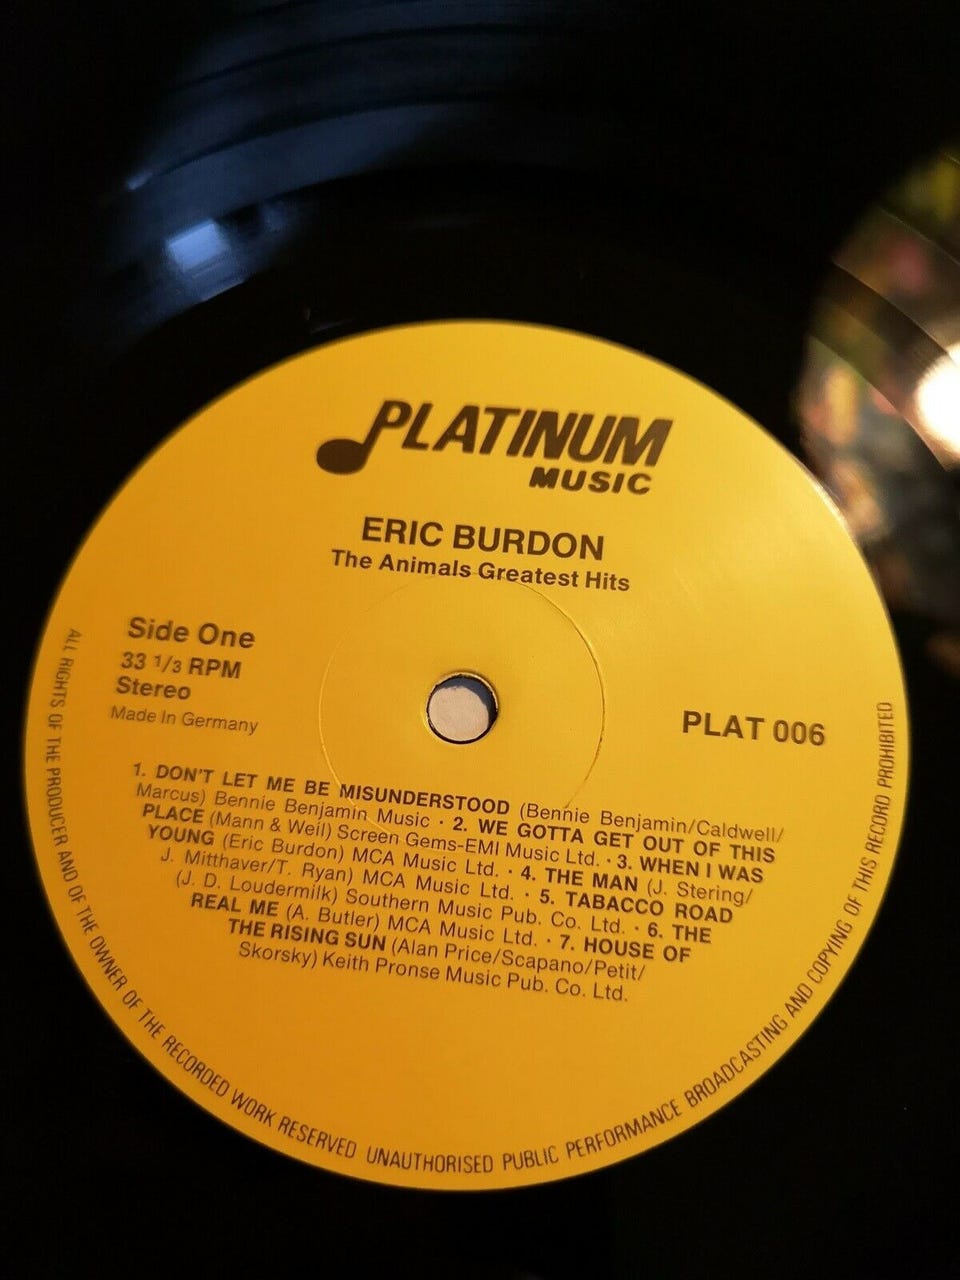 PLATINUM
MUSIC
ERIC BURDON
The Animals Greatest Hits
Side One
33 1/3 RPM
Stereo
Made In Germany
PLAT 006
1. DON'T LET ME BE MISUNDERSTOOD (Bennie Benjamin/Caldwell/
Marcus) Bennie Benjamin Music · 2. WE GOTTA GET OUT OF THIS
PLACE (Mann & Weil) Screen Gems-EMI Music Ltd. · 3. WHEN I WAS
YOUNG (Eric Burdon) MCA Music Ltd. · 4. THE MAN (J. Stering/
J. Mitthaver/T. Ryan) MCA Music Ltd. · 5. TABACCO ROAD
(J. D. Loudermilk) Southern Music Pub. Co. Ltd. · 6. THE
REAL ME (A. Butler) MCA Music Ltd. · 7. HOUSE OF
THE RISING SUN (Alan Price/Scapano/Petit/
Skorsky) Keith Pronse Music Pub. Co. Ltd.
ALL RIGHTS OF THE PRODUCER AND OF THE OWNER OF THE RECORDED WORK RESERVED UNAUTHORISED PUBLIC PERFORMANCE BROADCASTING AND COPYING OF THIS RECORD PROHIBITED